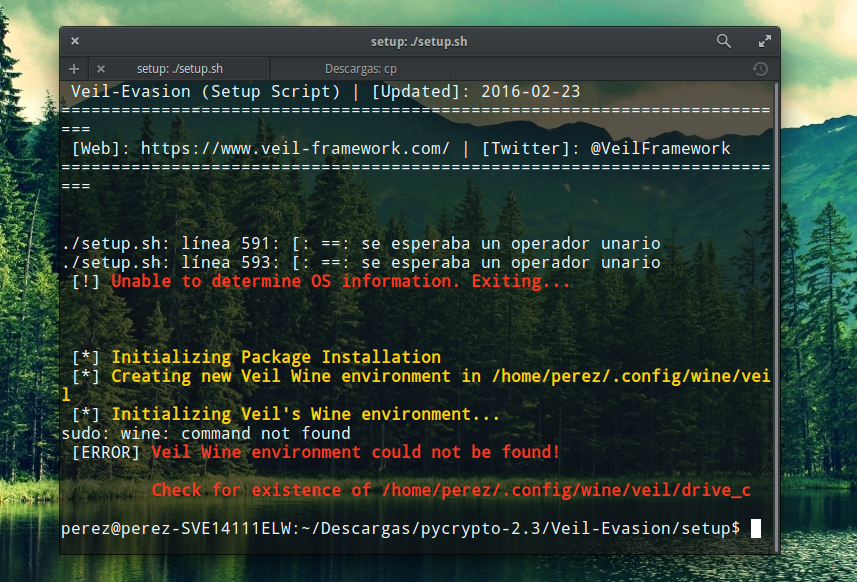 setup: ./setup.sh
setup: ./setup.sh
Descargas: cp
Veil-Evasion (Setup Script) | [Updated]: 2016-02-23
=======================================================================
===
[Web]: https://www.veil-framework.com/ | [Twitter]: @VeilFramework
=======================================================================
===
./setup.sh: línea 591: [: ==: se esperaba un operador unario
./setup.sh: línea 593: [: ==: se esperaba un operador unario
[!] Unable to determine OS information. Exiting...
[*] Initializing Package Installation
[*] Creating new Veil Wine environment in /home/perez/.config/wine/vei
l
[*] Initializing Veil's Wine environment...
sudo: wine: command not found
[ERROR] Veil Wine environment could not be found!
Check for existence of /home/perez/.config/wine/veil/drive_c
perez@perez-SVE14111ELW:~/Descargas/pycrypto-2.3/Veil-Evasion/setup$